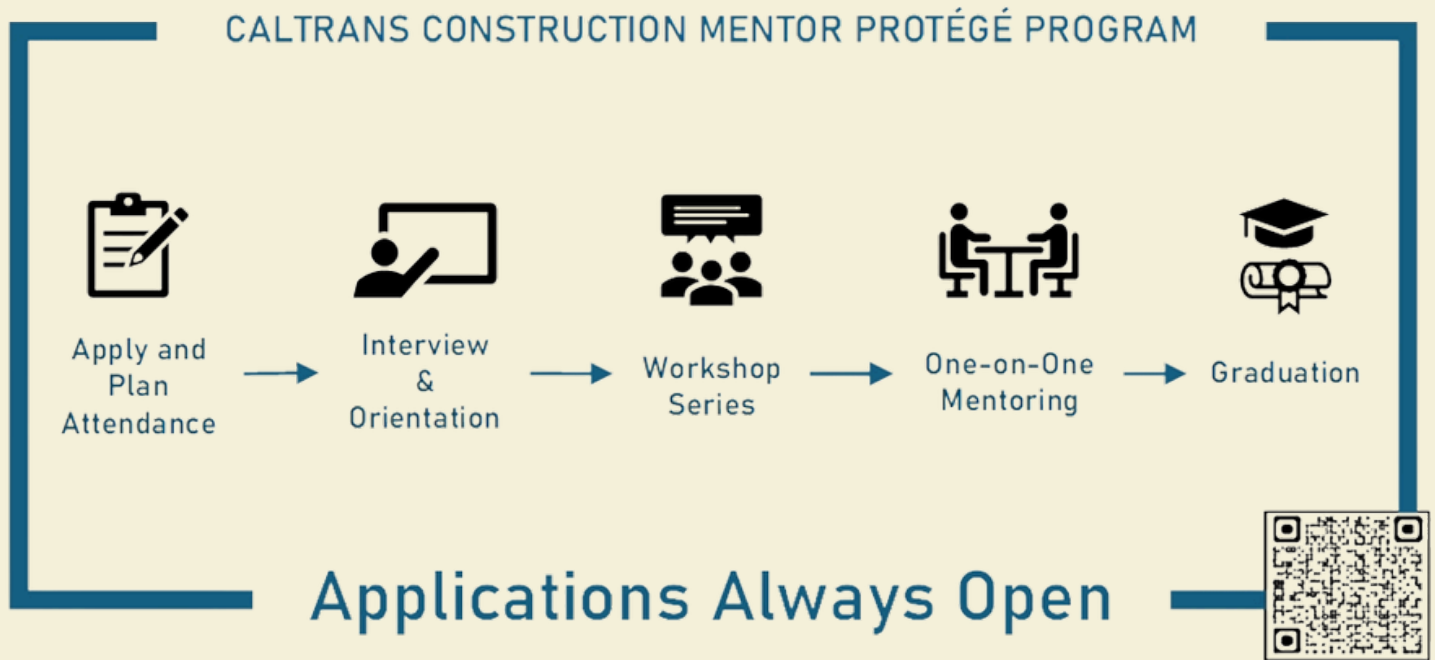 CALTRANS CONSTRUCTION MENTOR PROTÉGÉ PROGRAM
Apply and
Plan
Attendance
Interview
&
Orientation
Workshop
Series
One-on-One
Mentoring
Graduation
Applications Always Open